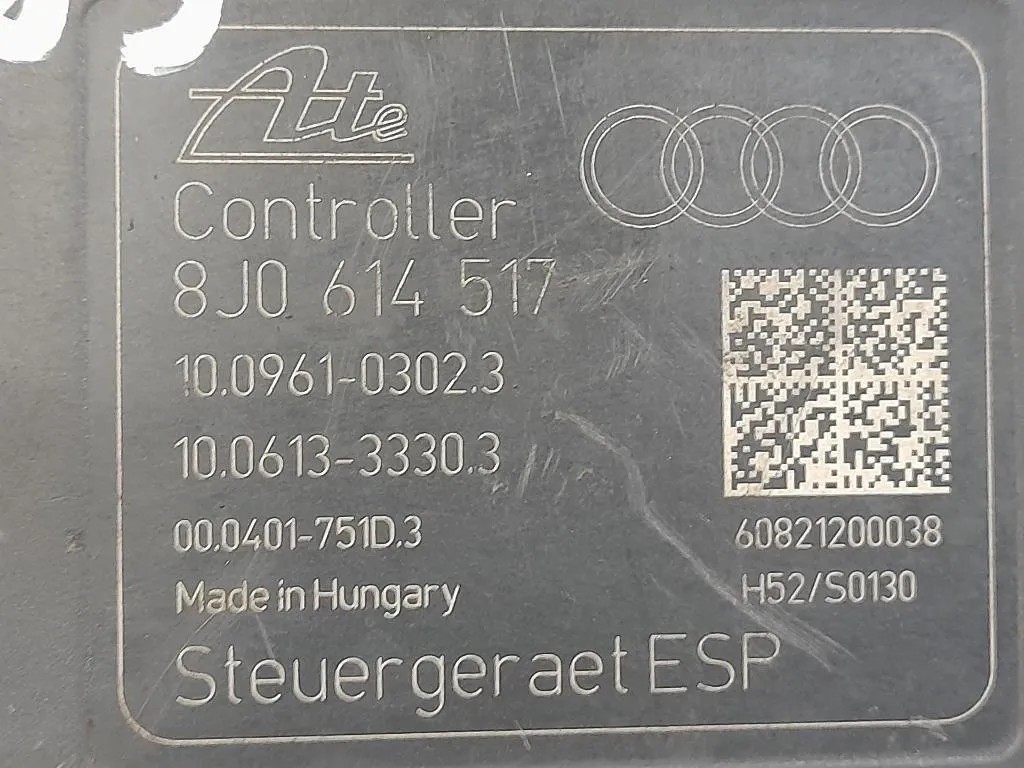 Ate
Controller
8J0 614 517
10.0961-0302.3
10.0613-3330.3
00.0401-751D.3
60821200038
Made in Hungary
H52/S0130
Steuergeraet ESP